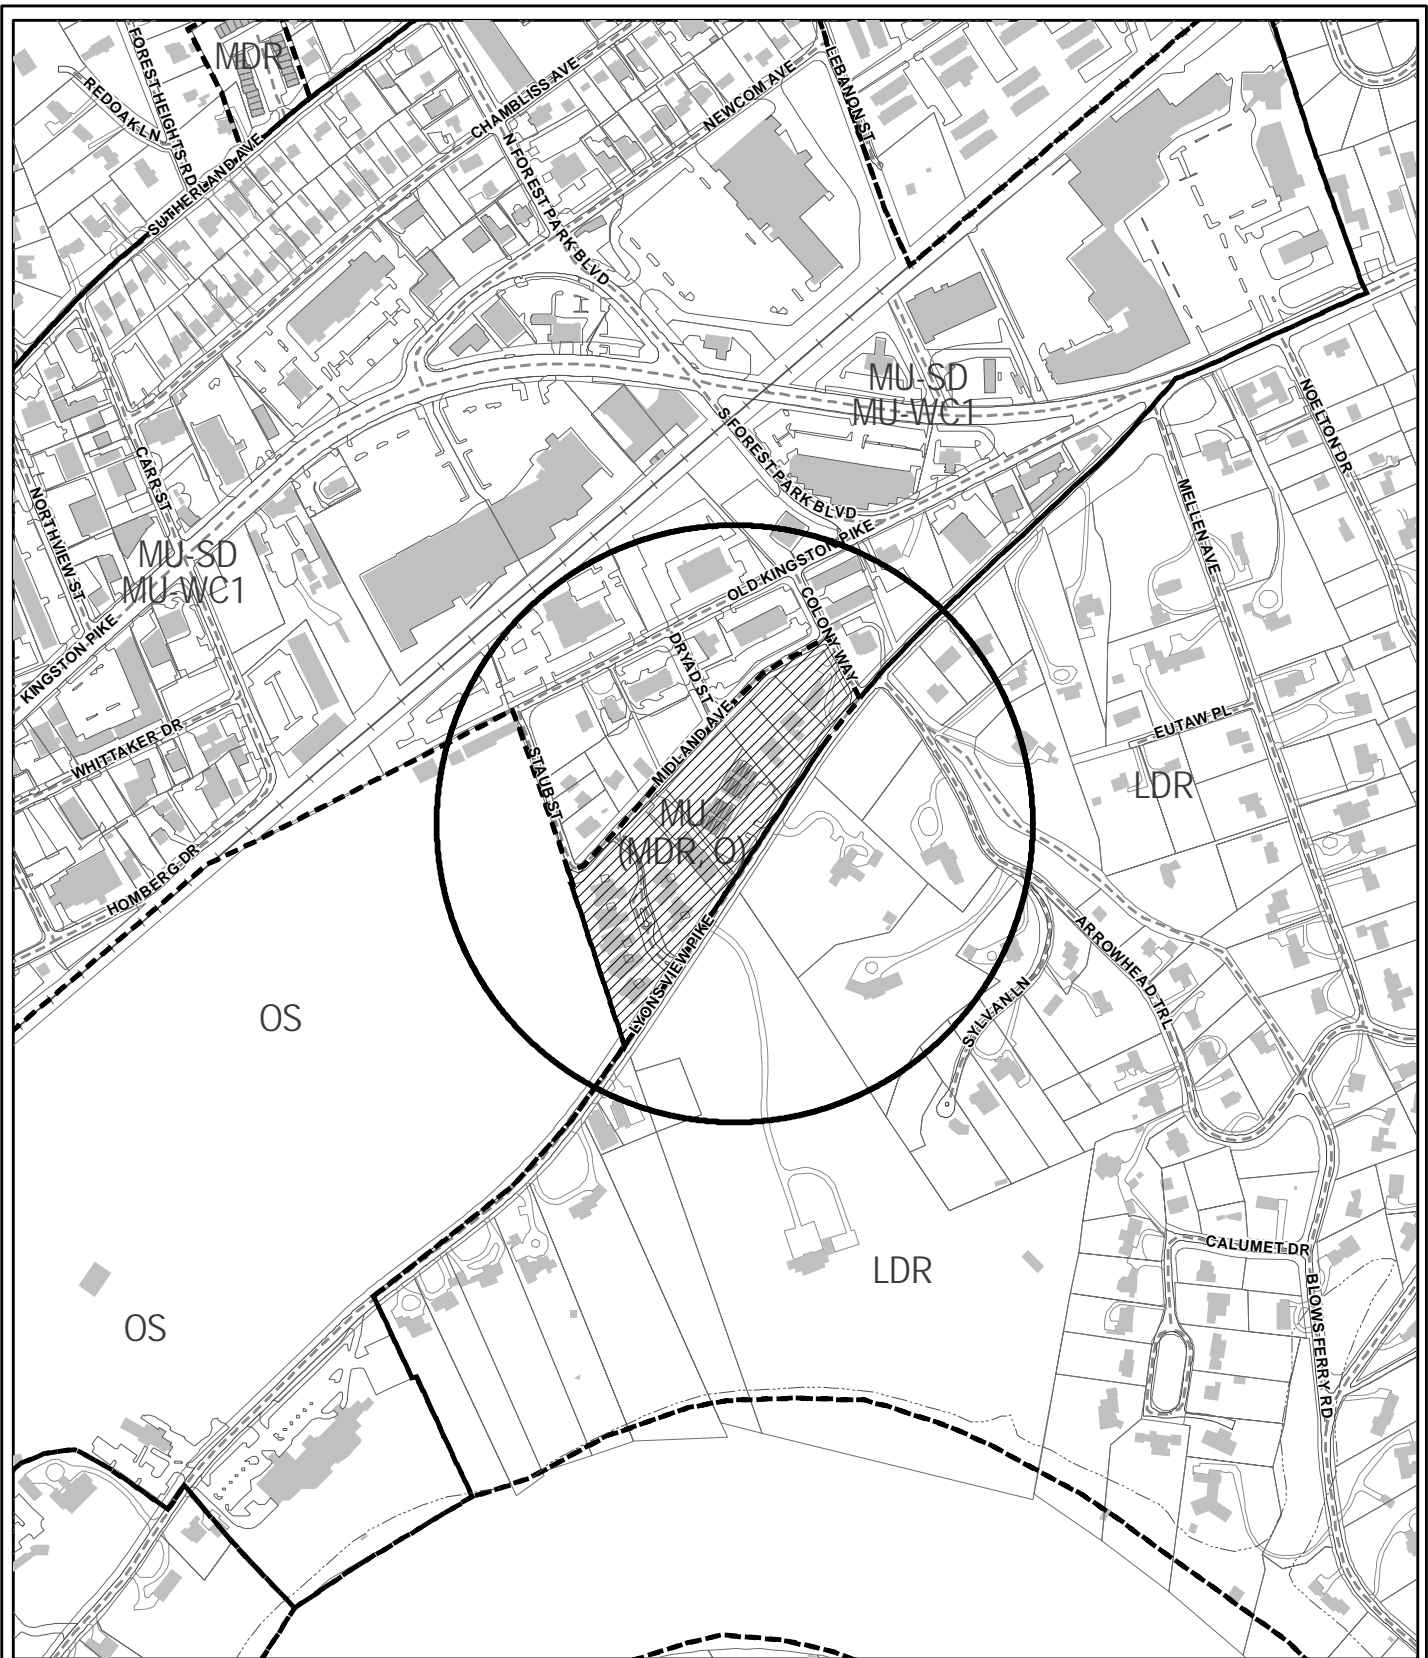 MDR
FOREST HEIGHTS RD
REDOAK LN
SUTHERLAND AVE
CHAMBLISS AVE
N FOREST PARK BLVD
NEWCOM AVE
LEBANON ST
MU-SD
MU-WC1
S FOREST PARK BLVD
NOELTON DR
MELLEN AVE
CARR ST
NORTHVIEW ST
MU-SD
MU-WC1
KINGSTON PIKE
OLD KINGSTON PIKE
COLONY WAY
DRYAD ST
MIDLAND AVE
STAUB ST
WHITTAKER DR
HOMBERG DR
EUTAW PL
LDR
MU
(MDR, O)
LYONS VIEW PIKE
ARROWHEAD TRL
SYLVAN LN
OS
LDR
CALUMET DR
BLOWS FERRY RD
OS